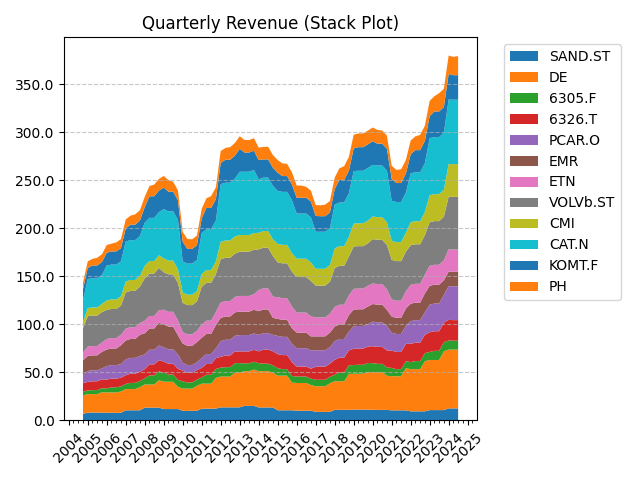 Quarterly Revenue (Stack Plot)
350.0
300.0
250.0
200.0
150.0
100.0
50.0
0.0
2004
2005
2006
2007
2008
2009
2010
2011
2012
2013
2014
2015
2016
2017
2018
2019
2020
2021
2022
2023
2024
2025
SAND.ST
DE
6305.F
6326.T
PCAR.O
EMR
ETN
VOLVb.ST
CMI
CAT.N
KOMT.F
PH